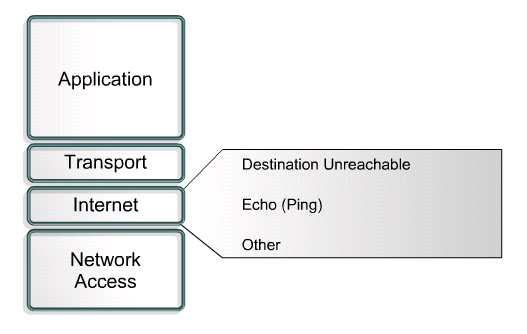 Application
Transport
Internet
Network
Access
Destination Unreachable
Echo (Ping)
Other